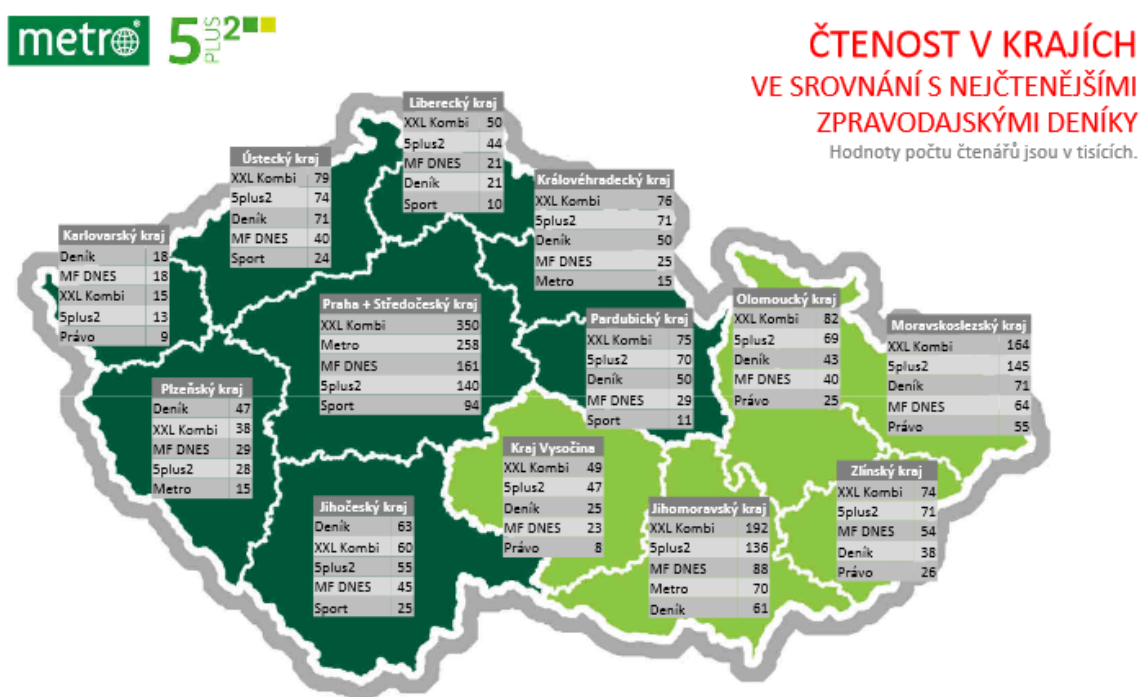 metro 5 PLUS 2
ČTENOST V KRAJÍCH
VE SROVNÁNÍ S NEJČTENĚJŠÍMI
ZPRAVODAJSKÝMI DENÍKY
Hodnoty počtu čtenářů jsou v tisících.
Liberecký kraj
XXL Kombi 50
5plus2 44
MF DNES 21
Deník 21
Sport 10
Ústecký kraj
XXL Kombi 79
5plus2 74
Deník 71
MF DNES 40
Sport 24
Královéhradecký kraj
XXL Kombi 76
5plus2 71
Deník 50
MF DNES 25
Metro 15
Karlovarský kraj
Deník 18
MF DNES 18
XXL Kombi 15
5plus2 13
Právo 9
Praha + Středočeský kraj
XXL Kombi 350
Metro 258
MF DNES 161
5plus2 140
Sport 94
Pardubický kraj
XXL Kombi 75
5plus2 70
Deník 50
MF DNES 29
Sport 11
Olomoucký kraj
XXL Kombi 82
5plus2 69
Deník 43
MF DNES 40
Právo 25
Moravskoslezský kraj
XXL Kombi 164
5plus2 145
Deník 71
MF DNES 64
Právo 55
Plzeňský kraj
Deník 47
XXL Kombi 38
MF DNES 29
5plus2 28
Metro 15
Kraj Vysočina
XXL Kombi 49
5plus2 47
Deník 25
MF DNES 23
Právo 8
Zlínský kraj
XXL Kombi 74
5plus2 71
MF DNES 54
Deník 38
Právo 26
Jihočeský kraj
Deník 63
XXL Kombi 60
5plus2 55
MF DNES 45
Sport 25
Jihomoravský kraj
XXL Kombi 192
5plus2 136
MF DNES 88
Metro 70
Deník 61